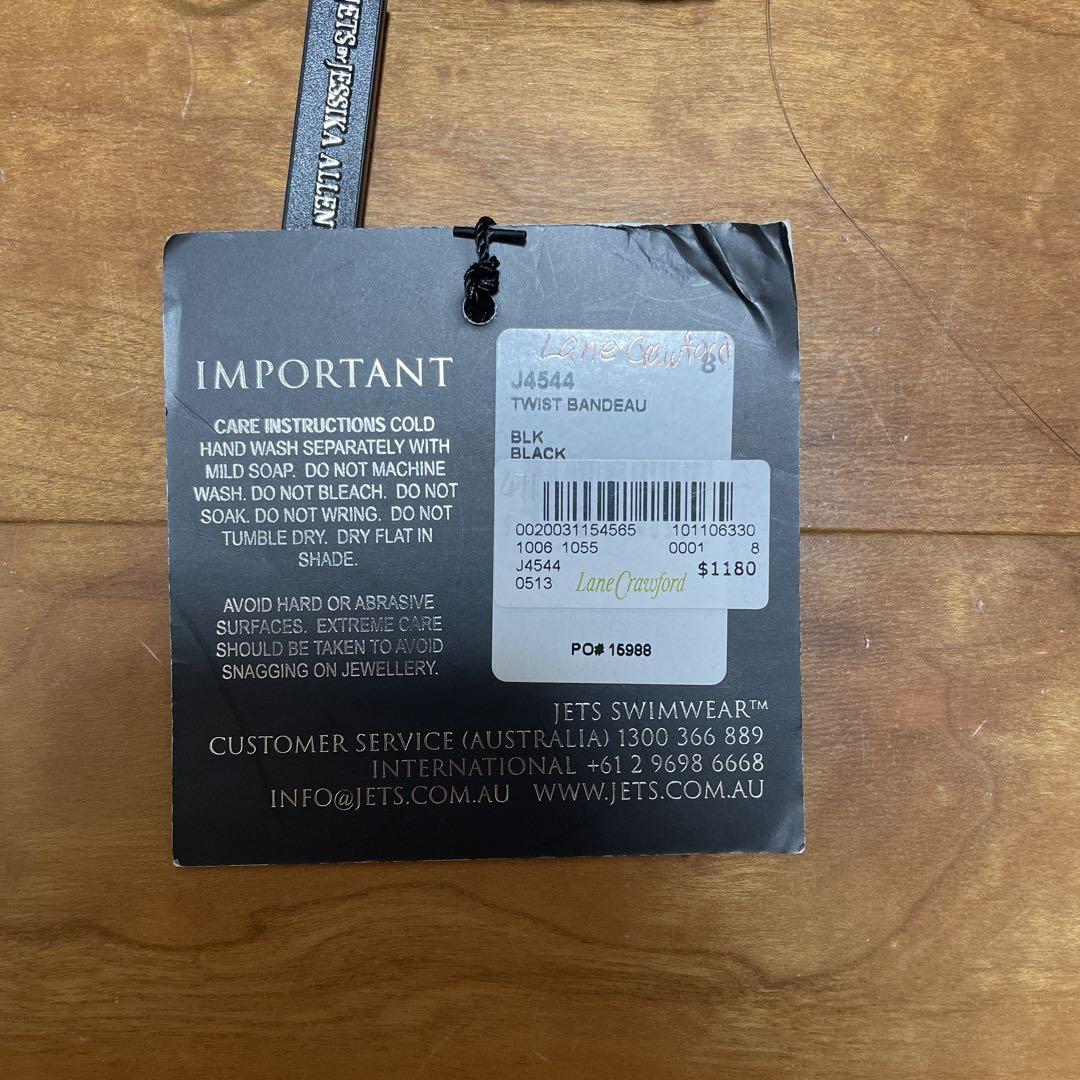 JETS BY JESSIKA ALLEN
IMPORTANT
CARE INSTRUCTIONS COLD
HAND WASH SEPARATELY WITH
MILD SOAP. DO NOT MACHINE
WASH. DO NOT BLEACH. DO NOT
SOAK. DO NOT WRING. DO NOT
TUMBLE DRY. DRY FLAT IN
SHADE.
AVOID HARD OR ABRASIVE
SURFACES. EXTREME CARE
SHOULD BE TAKEN TO AVOID
SNAGGING ON JEWELLERY.
Lane Crawford
8
J4544
TWIST BANDEAU
BLK
BLACK
0020031154565 101106330
1006 1055 0001 8
J4544 $1180
0513 Lane Crawford
PO# 15988
JETS SWIMWEAR™
CUSTOMER SERVICE (AUSTRALIA) 1300 366 889
INTERNATIONAL +61 2 9698 6668
INFO@JETS.COM.AU WWW.JETS.COM.AU